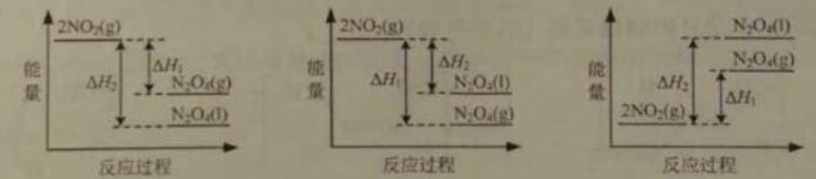 2NO₂(g)
ΔH₂
ΔH₁
N₂O₄(g)
N₂O₄(l)
能量
反应过程
2NO₂(g)
ΔH₁
ΔH₂
N₂O₄(l)
N₂O₄(g)
能量
反应过程
N₂O₄(l)
N₂O₄(g)
ΔH₂
ΔH₁
2NO₂(g)
能量
反应过程